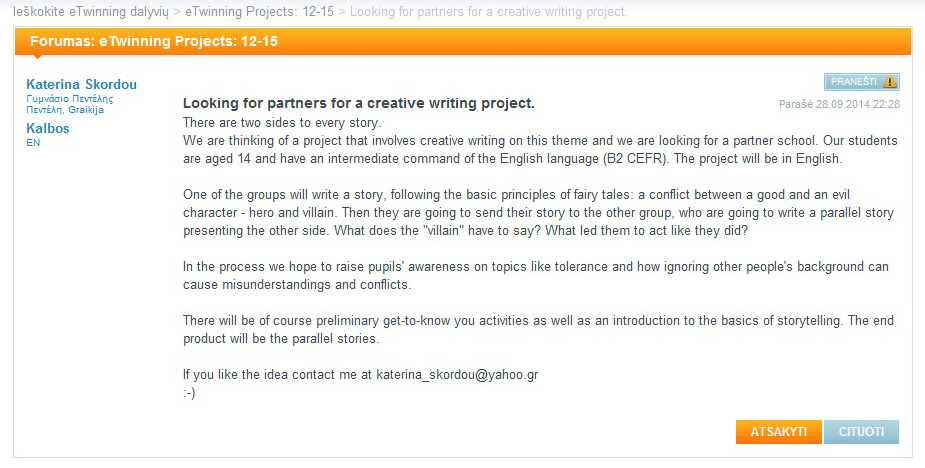 Ieškokite eTwinning dalyvių > eTwinning Projects: 12-15 > Looking for partners for a creative writing project.
Forumas: eTwinning Projects: 12-15
Katerina Skordou
Γυμνάσιο Πεντέλης
Πεντέλη, Graikija
Kalbos
EN
PRANEŠTI
Parašė 28.09.2014 22:28
Looking for partners for a creative writing project.
There are two sides to every story.
We are thinking of a project that involves creative writing on this theme and we are looking for a partner school. Our students
are aged 14 and have an intermediate command of the English language (B2 CEFR). The project will be in English.
One of the groups will write a story, following the basic principles of fairy tales: a conflict between a good and an evil
character - hero and villain. Then they are going to send their story to the other group, who are going to write a parallel story
presenting the other side. What does the "villain" have to say? What led them to act like they did?
In the process we hope to raise pupils' awareness on topics like tolerance and how ignoring other people's background can
cause misunderstandings and conflicts.
There will be of course preliminary get-to-know you activities as well as an introduction to the basics of storytelling. The end
product will be the parallel stories.
If you like the idea contact me at katerina_skordou@yahoo.gr
:-)
ATSAKYTI
CITUOTI